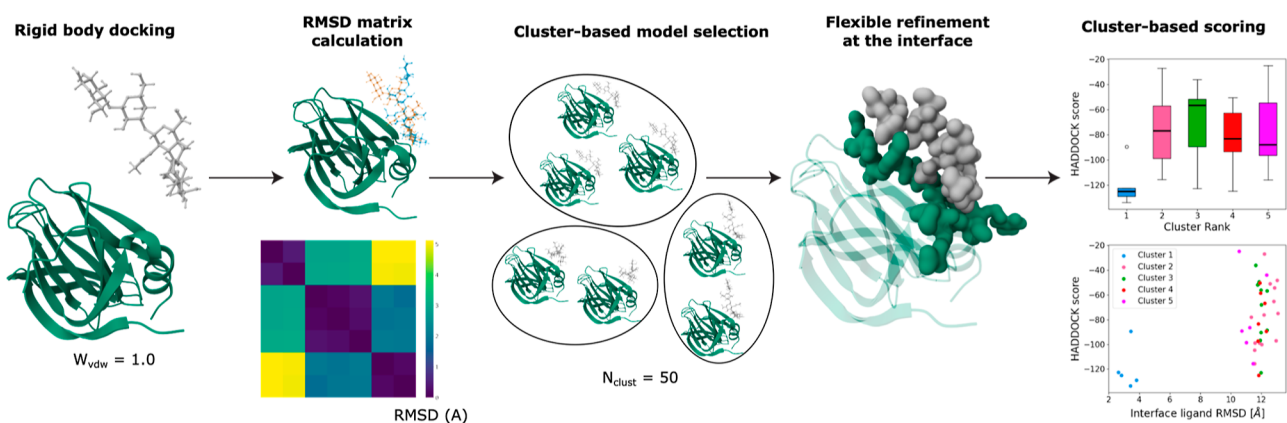 Rigid body docking
W_vdw = 1.0
RMSD matrix
calculation
5
4
3
2
1
0
RMSD (A)
Cluster-based model selection
N_clust = 50
Flexible refinement
at the interface
Cluster-based scoring
HADDOCK score
−20
−40
−60
−80
−100
−120
1 2 3 4 5
Cluster Rank
HADDOCK score
−20
−40
−60
−80
−100
−120
Cluster 1
Cluster 2
Cluster 3
Cluster 4
Cluster 5
2 4 6 8 10 12
Interface ligand RMSD [Å]